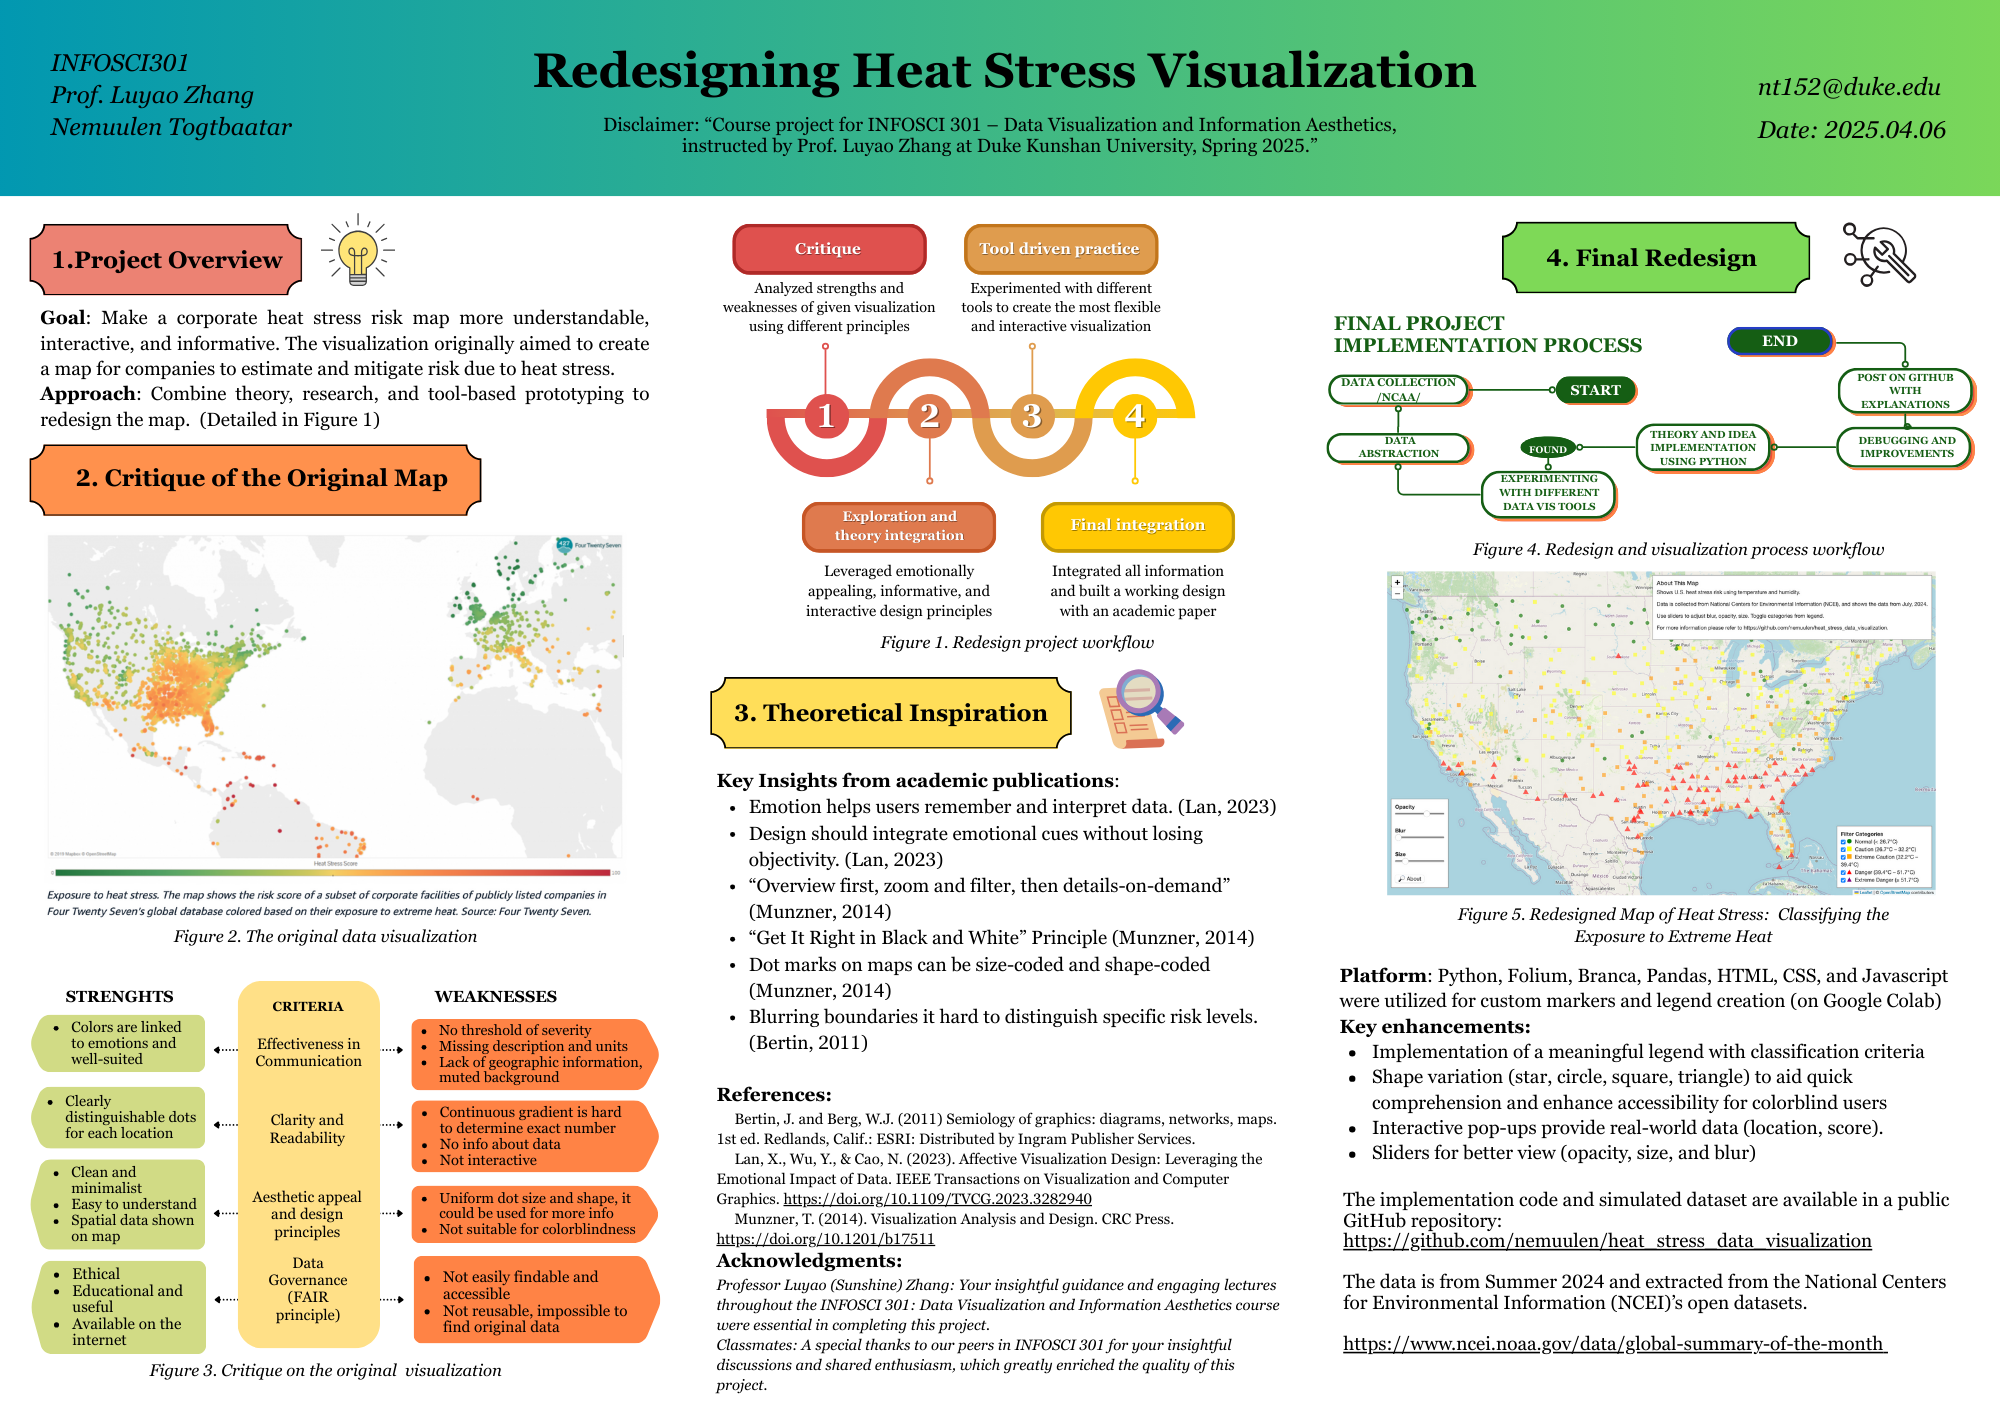 INFOSCI301
Prof. Luyao Zhang
Nemuulen Togtbaatar
Redesigning Heat Stress Visualization
Disclaimer: “Course project for INFOSCI 301 – Data Visualization and Information Aesthetics,
instructed by Prof. Luyao Zhang at Duke Kunshan University, Spring 2025.”
nt152@duke.edu
Date: 2025.04.06
1.Project Overview
Goal: Make a corporate heat stress risk map more understandable,
interactive, and informative. The visualization originally aimed to create
a map for companies to estimate and mitigate risk due to heat stress.
Approach: Combine theory, research, and tool-based prototyping to
redesign the map. (Detailed in Figure 1)
2. Critique of the Original Map
427
Four Twenty Seven
© 2019 Mapbox © OpenStreetMap
Heat Stress Score
0
100
Exposure to heat stress. The map shows the risk score of a subset of corporate facilities of publicly listed companies in
Four Twenty Seven's global database colored based on their exposure to extreme heat. Source: Four Twenty Seven.
Figure 2. The original data visualization
STRENGHTS
CRITERIA
WEAKNESSES
• Colors are linked
to emotions and
well-suited
Effectiveness in
Communication
• No threshold of severity
• Missing description and units
• Lack of geographic information,
muted background
• Clearly
distinguishable dots
for each location
Clarity and
Readability
• Continuous gradient is hard
to determine exact number
• No info about data
• Not interactive
• Clean and
minimalist
• Easy to understand
• Spatial data shown
on map
Aesthetic appeal
and design
principles
• Uniform dot size and shape, it
could be used for more info
• Not suitable for colorblindness
• Ethical
• Educational and
useful
• Available on the
internet
Data
Governance
(FAIR
principle)
• Not easily findable and
accessible
• Not reusable, impossible to
find original data
Figure 3. Critique on the original visualization
Critique
Analyzed strengths and
weaknesses of given visualization
using different principles
Tool driven practice
Experimented with different
tools to create the most flexible
and interactive visualization
1
2
3
4
Exploration and
theory integration
Leveraged emotionally
appealing, informative, and
interactive design principles
Final integration
Integrated all information
and built a working design
with an academic paper
Figure 1. Redesign project workflow
3. Theoretical Inspiration
Key Insights from academic publications:
• Emotion helps users remember and interpret data. (Lan, 2023)
• Design should integrate emotional cues without losing
objectivity. (Lan, 2023)
• “Overview first, zoom and filter, then details-on-demand”
(Munzner, 2014)
• “Get It Right in Black and White” Principle (Munzner, 2014)
• Dot marks on maps can be size-coded and shape-coded
(Munzner, 2014)
• Blurring boundaries it hard to distinguish specific risk levels.
(Bertin, 2011)
References:
Bertin, J. and Berg, W.J. (2011) Semiology of graphics: diagrams, networks, maps.
1st ed. Redlands, Calif.: ESRI: Distributed by Ingram Publisher Services.
Lan, X., Wu, Y., & Cao, N. (2023). Affective Visualization Design: Leveraging the
Emotional Impact of Data. IEEE Transactions on Visualization and Computer
Graphics. https://doi.org/10.1109/TVCG.2023.3282940
Munzner, T. (2014). Visualization Analysis and Design. CRC Press.
https://doi.org/10.1201/b17511
Acknowledgments:
Professor Luyao (Sunshine) Zhang: Your insightful guidance and engaging lectures
throughout the INFOSCI 301: Data Visualization and Information Aesthetics course
were essential in completing this project.
Classmates: A special thanks to our peers in INFOSCI 301 for your insightful
discussions and shared enthusiasm, which greatly enriched the quality of this
project.
4. Final Redesign
FINAL PROJECT
IMPLEMENTATION PROCESS
END
DATA COLLECTION
/NCAA/
START
POST ON GITHUB
WITH
EXPLANATIONS
DATA
ABSTRACTION
FOUND
THEORY AND IDEA
IMPLEMENTATION
USING PYTHON
DEBUGGING AND
IMPROVEMENTS
EXPERIMENTING
WITH DIFFERENT
DATA VIS TOOLS
Figure 4. Redesign and visualization process workflow
+
−
About This Map
Shows U.S. heat stress risk using temperature and humidity.
Data is collected from National Centers for Environmental Information (NCEI), and shows the data from July, 2024.
Use sliders to adjust blur, opacity, size. Toggle categories from legend.
For more information please refer to https://github.com/nemuulen/heat_stress_data_visualization.
Opacity
Blur
Size
About
Filter Categories
Normal (< 26.7°C)
Caution (26.7°C – 32.2°C)
Extreme Caution (32.2°C –
39.4°C)
Danger (39.4°C – 51.7°C)
Extreme Danger (≥ 51.7°C)
Leaflet | © OpenStreetMap contributors
Figure 5. Redesigned Map of Heat Stress: Classifying the
Exposure to Extreme Heat
Platform: Python, Folium, Branca, Pandas, HTML, CSS, and Javascript
were utilized for custom markers and legend creation (on Google Colab)
Key enhancements:
• Implementation of a meaningful legend with classification criteria
• Shape variation (star, circle, square, triangle) to aid quick
comprehension and enhance accessibility for colorblind users
• Interactive pop-ups provide real-world data (location, score).
• Sliders for better view (opacity, size, and blur)
The implementation code and simulated dataset are available in a public
GitHub repository:
https://github.com/nemuulen/heat_stress_data_visualization
The data is from Summer 2024 and extracted from the National Centers
for Environmental Information (NCEI)’s open datasets.
https://www.ncei.noaa.gov/data/global-summary-of-the-month